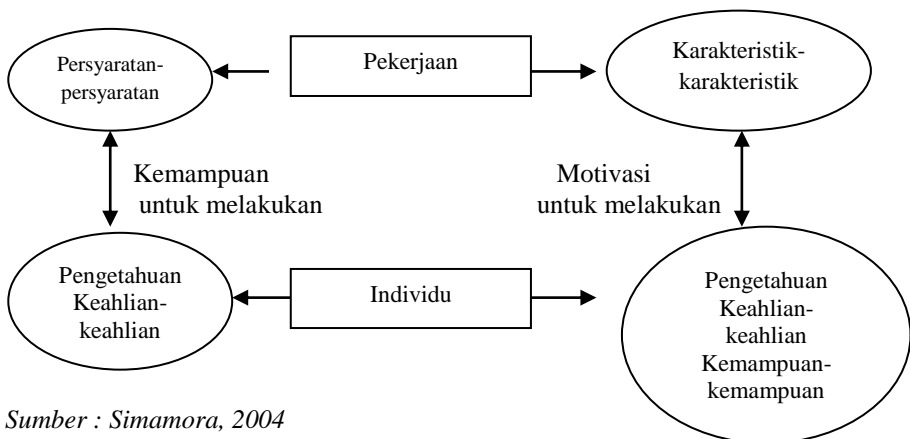 Persyaratan-
persyaratan
Pekerjaan
Karakteristik-
karakteristik
Kemampuan
untuk melakukan
Motivasi
untuk melakukan
Pengetahuan
Keahlian-
keahlian
Individu
Pengetahuan
Keahlian-
keahlian
Kemampuan-
kemampuan
Sumber : Simamora, 2004